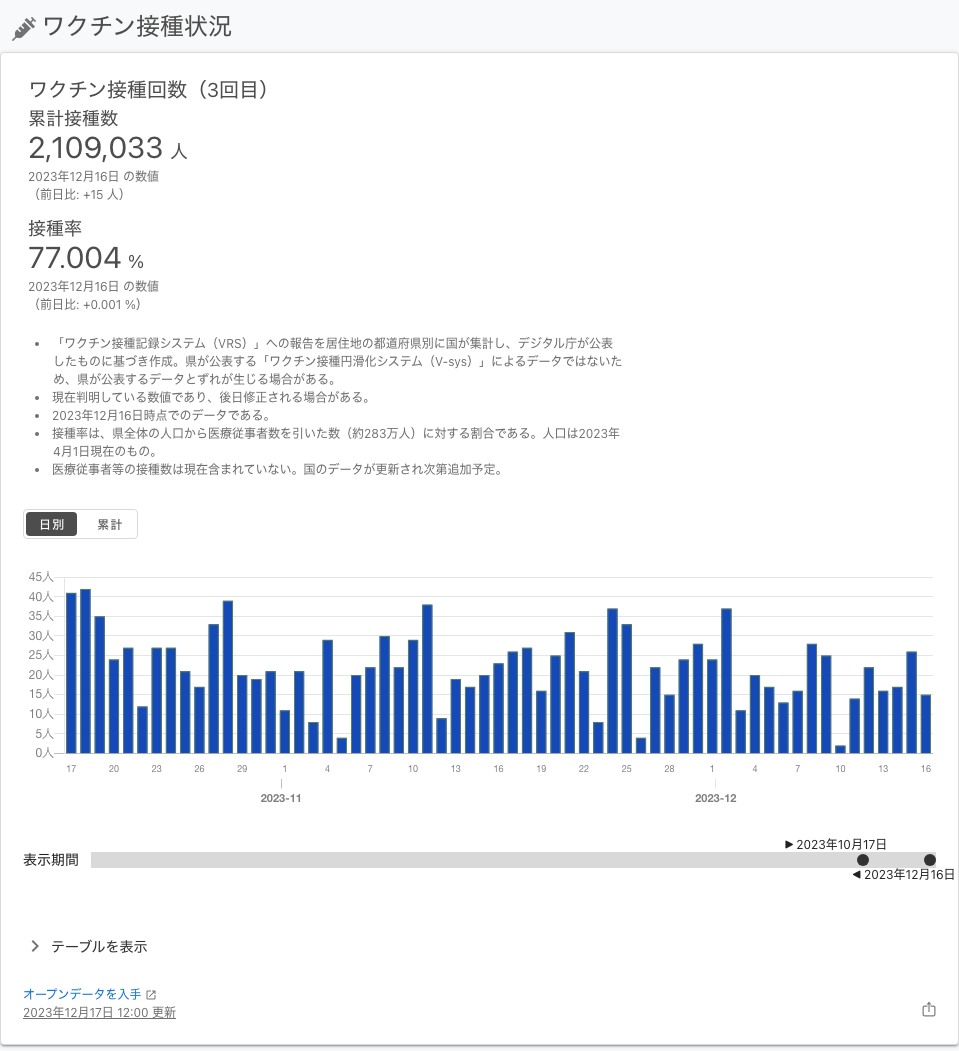 ワクチン接種状況
ワクチン接種回数（3回目）
累計接種数
2,109,033 人
2023年12月16日 の数値
（前日比: +15 人）
接種率
77.004 %
2023年12月16日 の数値
（前日比: +0.001 %）
• 「ワクチン接種記録システム（VRS）」への報告を居住地の都道府県別に国が集計し、デジタル庁が公表
したものに基づき作成。県が公表する「ワクチン接種円滑化システム（V-sys）」によるデータではないた
め、県が公表するデータとずれが生じる場合がある。
• 現在判明している数値であり、後日修正される場合がある。
• 2023年12月16日時点でのデータである。
• 接種率は、県全体の人口から医療従事者数を引いた数（約283万人）に対する割合である。人口は2023年
4月1日現在のもの。
• 医療従事者等の接種数は現在含まれていない。国のデータが更新され次第追加予定。
日別 累計
45人
40人
35人
30人
25人
20人
15人
10人
5人
0人
17 20 23 26 29 1 4 7 10 13 16 19 22 25 28 1 4 7 10 13 16
2023-11 2023-12
▶ 2023年10月17日
表示期間
◀ 2023年12月16日
テーブルを表示
オープンデータを入手
2023年12月17日 12:00 更新